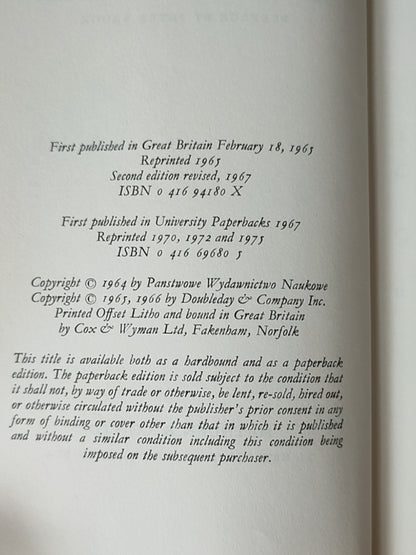 First published in Great Britain February 18, 1965
Reprinted 1965
Second edition revised, 1967
ISBN 0 416 94180 X
First published in University Paperbacks 1967
Reprinted 1970, 1972 and 1975
ISBN 0 416 69680 5
Copyright © 1964 by Panstwowe Wydawnictwo Naukowe
Copyright © 1965, 1966 by Doubleday & Company Inc.
Printed Offset Litho and bound in Great Britain
by Cox & Wyman Ltd, Fakenham, Norfolk
This title is available both as a hardbound and as a paperback
edition. The paperback edition is sold subject to the condition that
it shall not, by way of trade or otherwise, be lent, re-sold, hired out,
or otherwise circulated without the publisher's prior consent in any
form of binding or cover other than that in which it is published
and without a similar condition including this condition being
imposed on the subsequent purchaser.